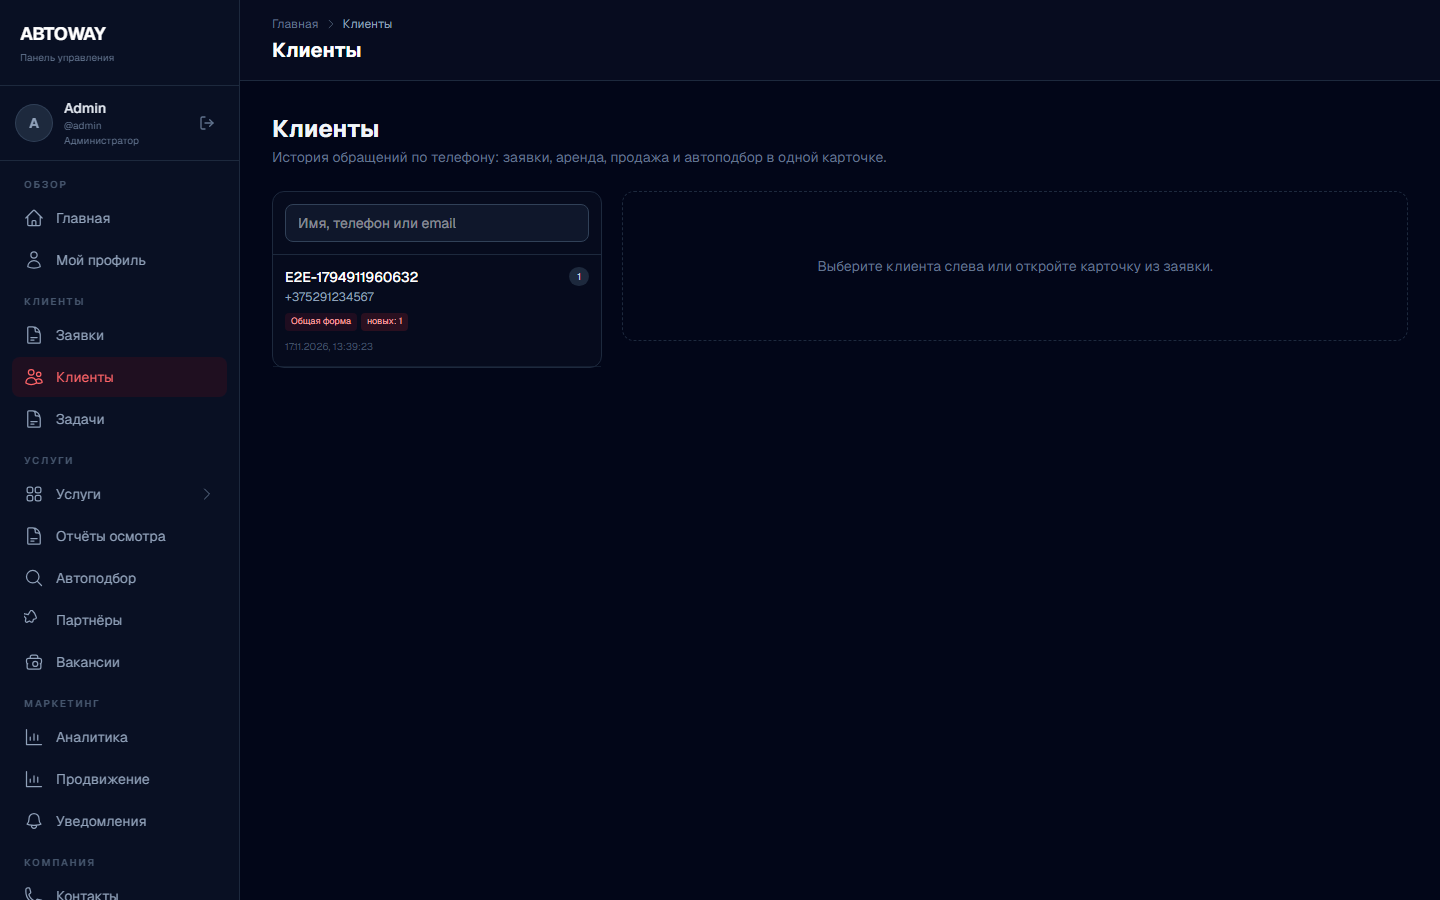 АВТОWAY
Панель управления
A
Admin
@admin
Администратор
ОБЗОР
Главная
Мой профиль
КЛИЕНТЫ
Заявки
Клиенты
Задачи
УСЛУГИ
Услуги
Отчёты осмотра
Автоподбор
Партнёры
Вакансии
МАРКЕТИНГ
Аналитика
Продвижение
Уведомления
КОМПАНИЯ
Контакты
Главная > Клиенты
Клиенты
Клиенты
История обращений по телефону: заявки, аренда, продажа и автоподбор в одной карточке.
Имя, телефон или email
E2E-1794911960632 1
+375291234567
Общая форма новых: 1
17.11.2026, 13:39:23
Выберите клиента слева или откройте карточку из заявки.